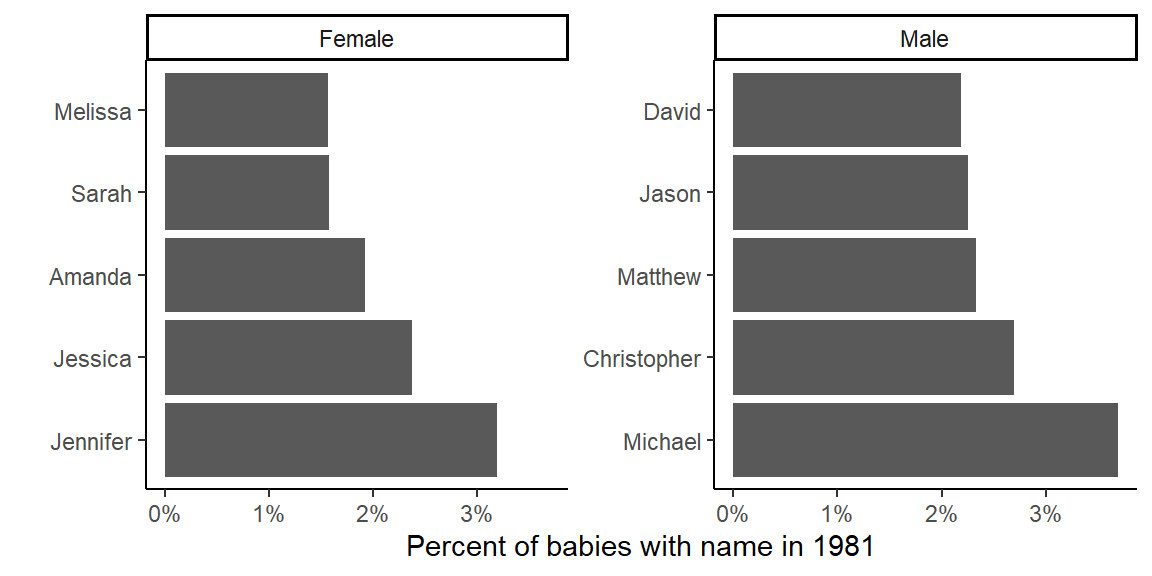 Female
Melissa
Sarah
Amanda
Jessica
Jennifer
0% 1% 2% 3%
Male
David
Jason
Matthew
Christopher
Michael
0% 1% 2% 3%
Percent of babies with name in 1981